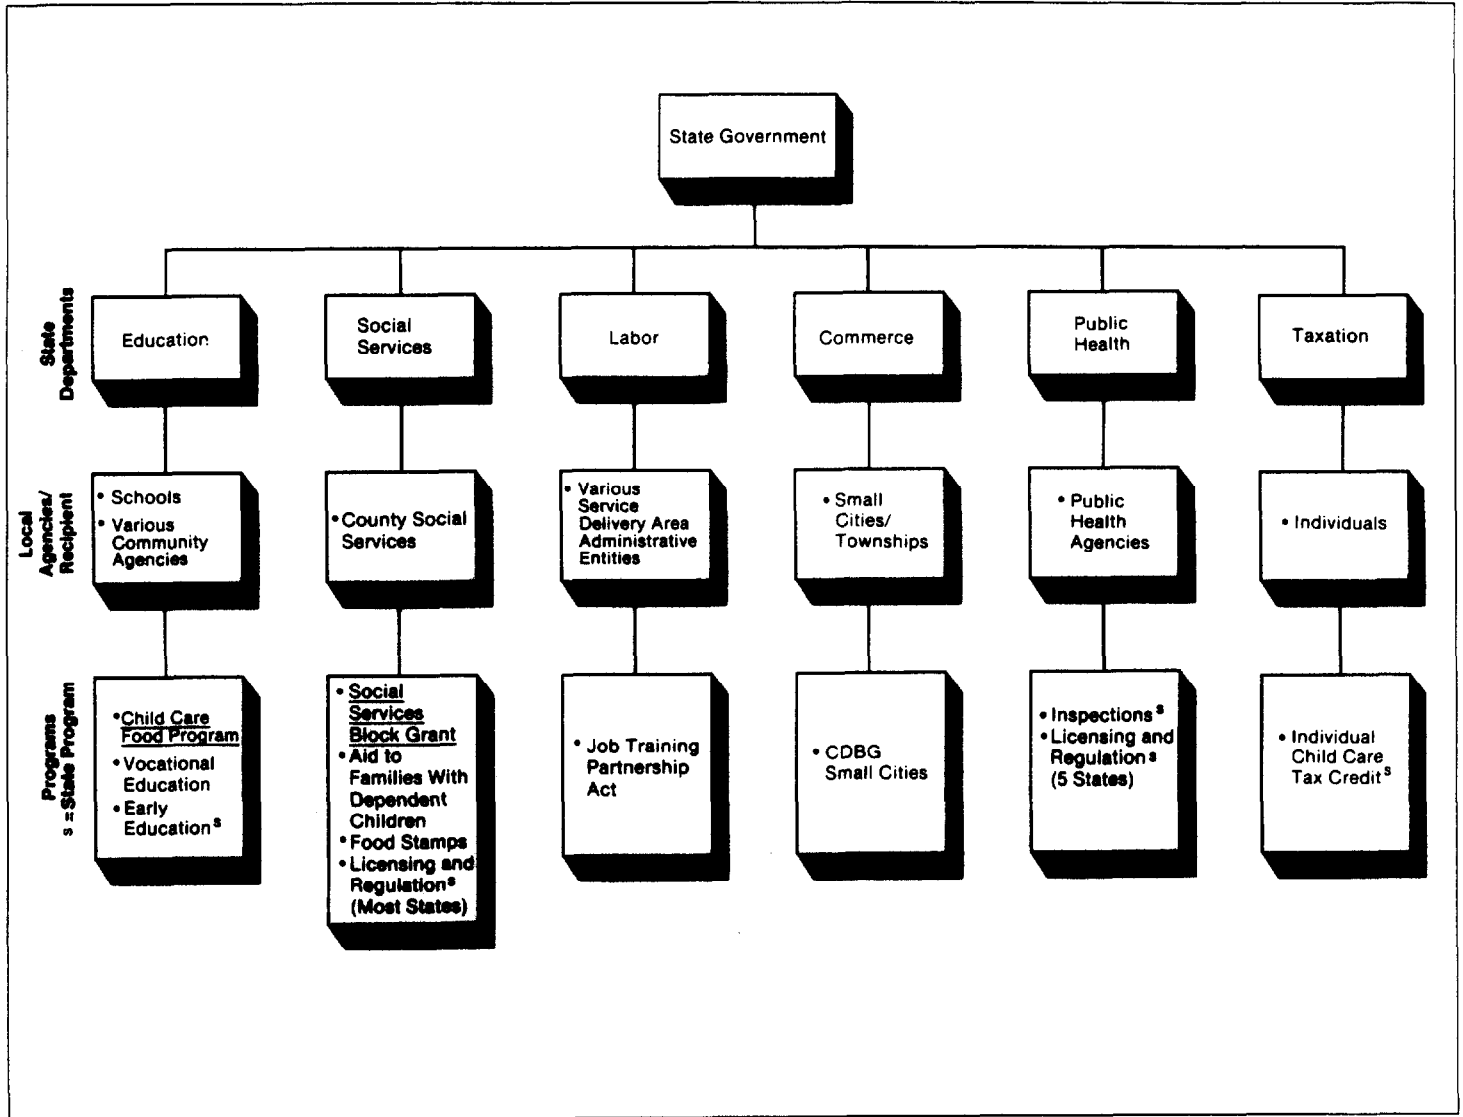 State Government
State
Departments
Education
Social
Services
Labor
Commerce
Public
Health
Taxation
Local
Agencies/
Recipient
• Schools
• Various
Community
Agencies
• County Social
Services
• Various
Service
Delivery Area
Administrative
Entities
• Small
Cities/
Townships
• Public
Health
Agencies
• Individuals
Programs
s = State Program
• Child Care
Food Program
• Vocational
Education
• Early
Education s
• Social
Services
Block Grant
• Aid to
Families With
Dependent
Children
• Food Stamps
• Licensing and
Regulation s
(Most States)
• Job Training
Partnership
Act
• CDBG
Small Cities
• Inspections s
• Licensing and
Regulation s
(5 States)
• Individual
Child Care
Tax Credit s